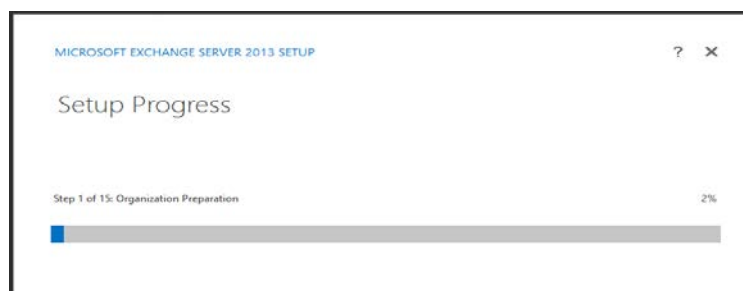 MICROSOFT EXCHANGE SERVER 2013 SETUP ? ✕
Setup Progress
Step 1 of 15: Organization Preparation 2%